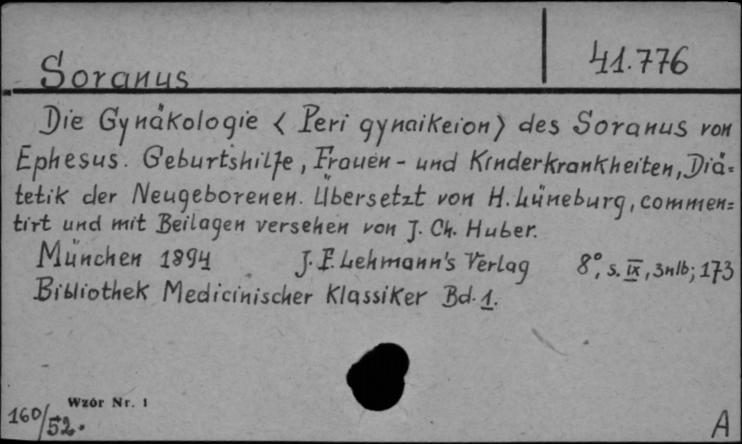 Soranus 41.776
Die Gynäkologie < Peri gynaikeion> des Soranus von
Ephesus. Geburtshilfe, Frauen- und Kinderkrankheiten, Diä=
tetik der Neugeborenen. Übersetzt von H. Lüneburg, commen=
tirt und mit Beilagen versehen von J. Ch. Huber.
München 1894 J. F. Lehmann's Verlag 8°, s. IX, 3nlb; 173
Bibliothek Medicinischer Klassiker Bd. 1.
Wzór Nr. 1
160/52. A